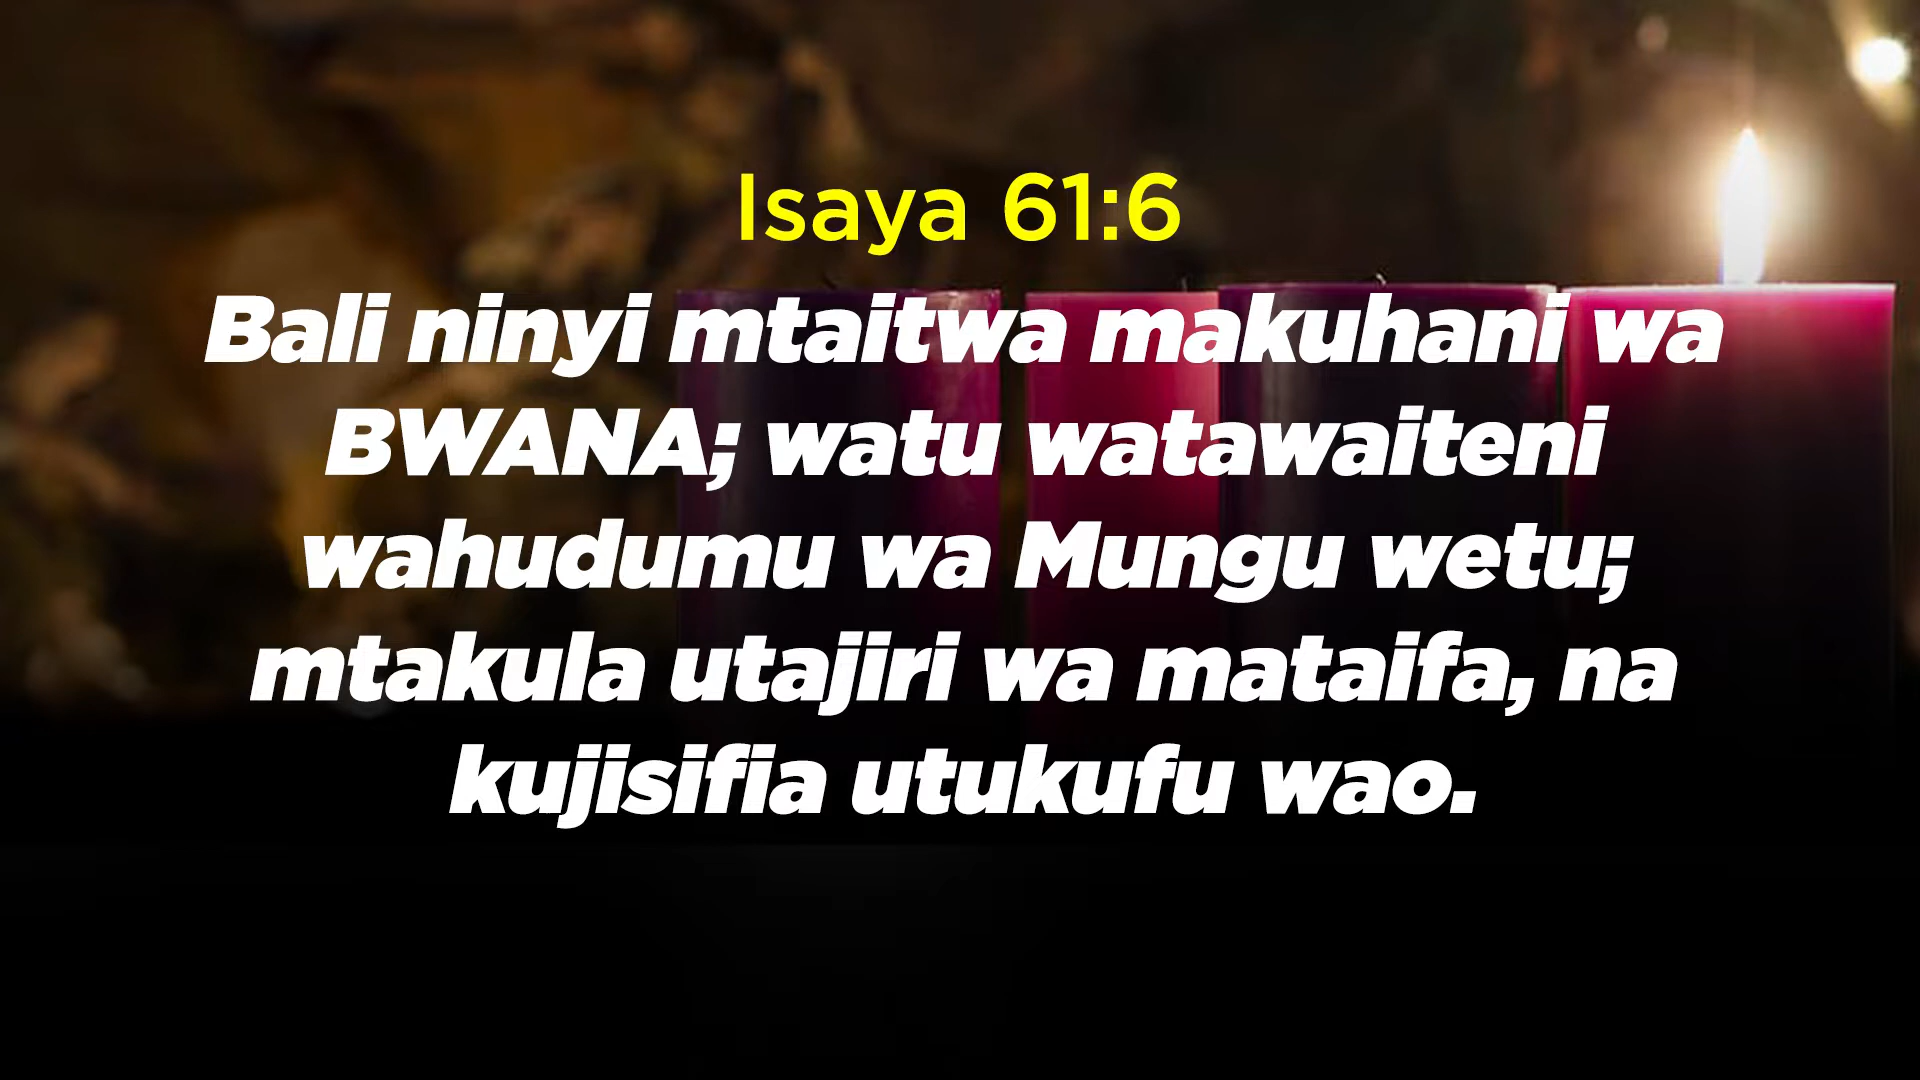 Isaya 61:6
Bali ninyi mtaitwa makuhani wa
BWANA; watu watawaiteni
wahudumu wa Mungu wetu;
mtakula utajiri wa mataifa, na
kujisifia utukufu wao.